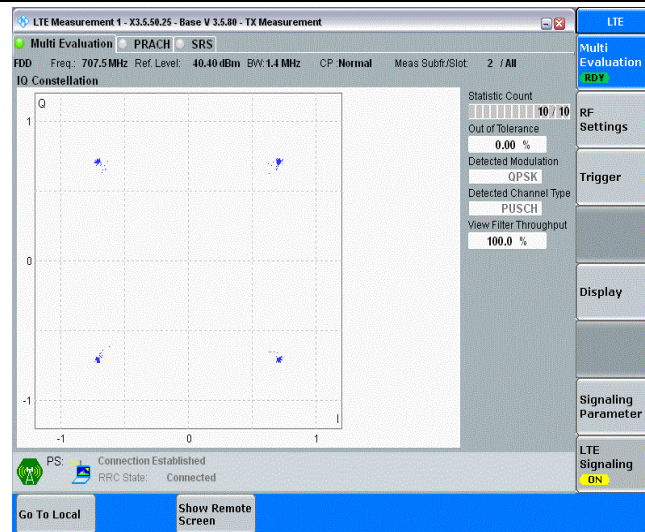 LTE Measurement 1 - X3.5.50.25 - Base V 3.5.80 - TX Measurement
LTE
Multi Evaluation PRACH SRS
FDD Freq.: 707.5 MHz Ref. Level: 40.40 dBm BW: 1.4 MHz CP :Normal Meas Subfr/Slot: 2 / All
IQ Constellation
Q
1
0
-1
-1 0 1
I
Statistic Count
10 / 10
Out of Tolerance
0.00 %
Detected Modulation
QPSK
Detected Channel Type
PUSCH
View Filter Throughput
100.0 %
Multi
Evaluation
RDY
RF
Settings
Trigger
Display
Signaling
Parameter
LTE
Signaling
ON
PS: Connection Established
RRC State: Connected
Go To Local
Show Remote
Screen